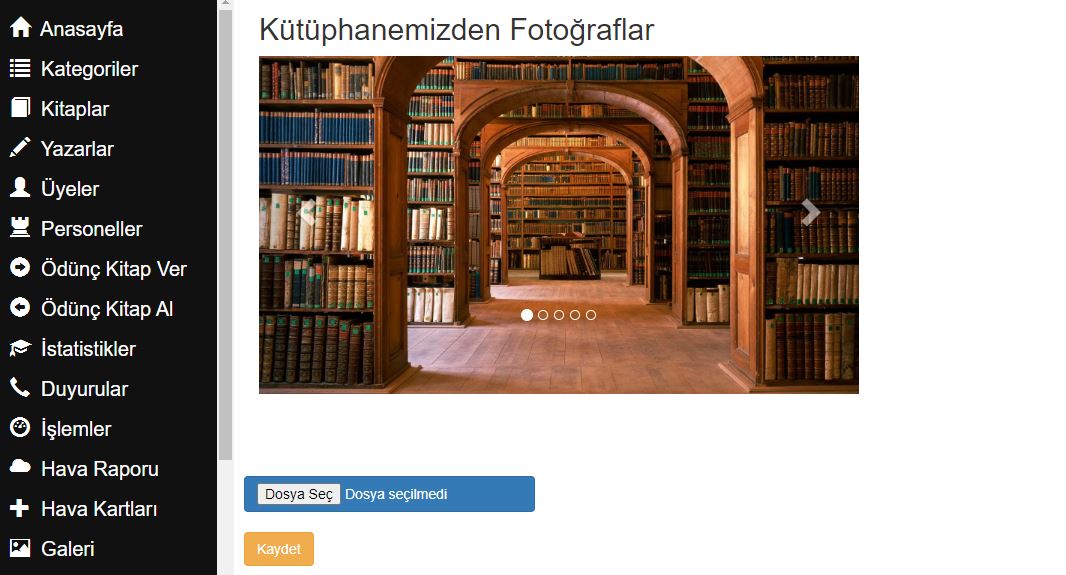 Anasayfa
Kategoriler
Kitaplar
Yazarlar
Üyeler
Personeller
Ödünç Kitap Ver
Ödünç Kitap Al
İstatistikler
Duyurular
İşlemler
Hava Raporu
Hava Kartları
Galeri
Kütüphanemizden Fotoğraflar
Dosya Seç Dosya seçilmedi
Kaydet